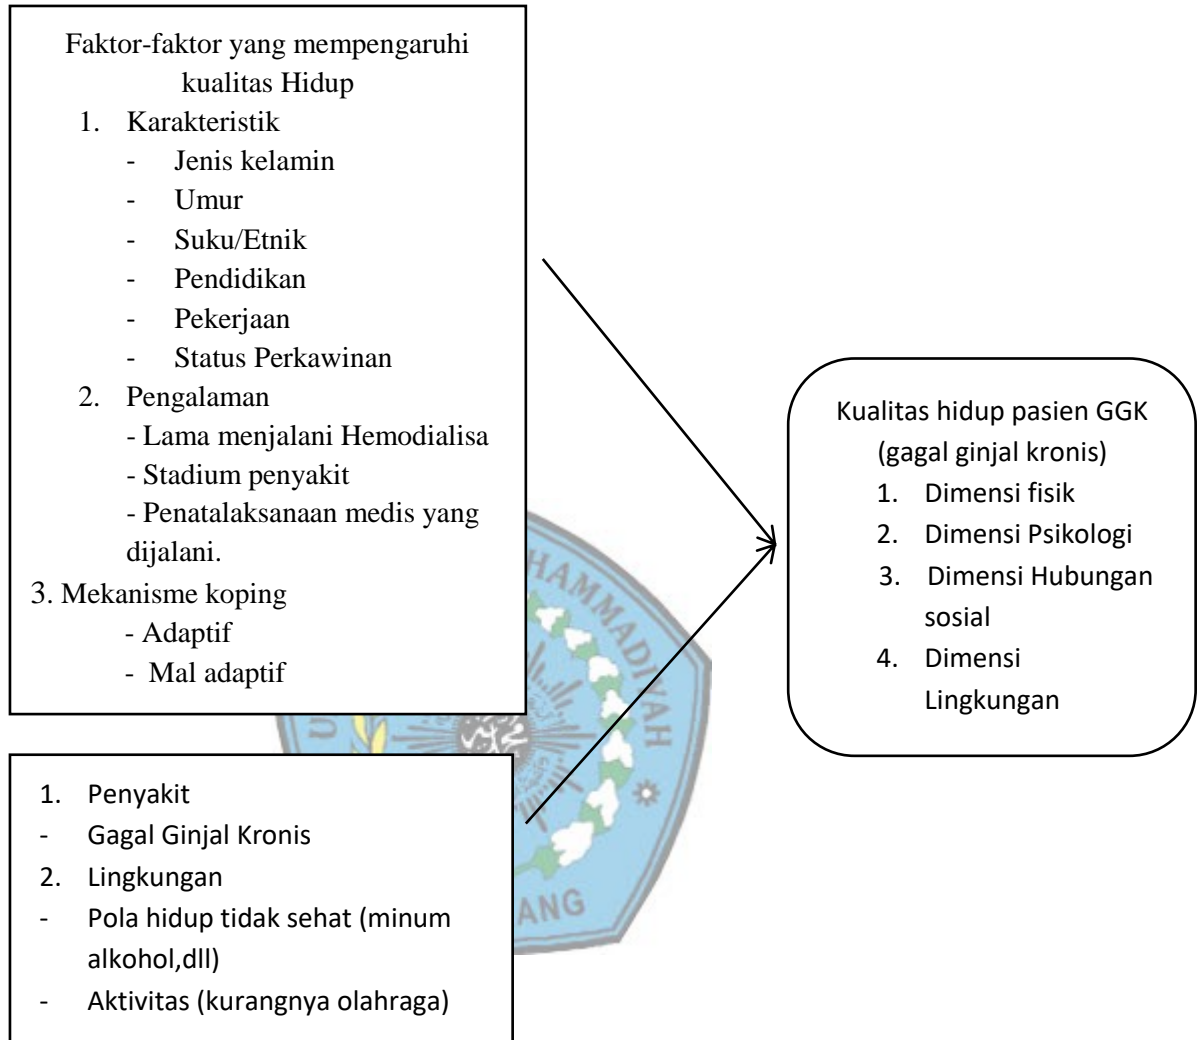 Faktor-faktor yang mempengaruhi
kualitas Hidup
1. Karakteristik
- Jenis kelamin
- Umur
- Suku/Etnik
- Pendidikan
- Pekerjaan
- Status Perkawinan
2. Pengalaman
- Lama menjalani Hemodialisa
- Stadium penyakit
- Penatalaksanaan medis yang
dijalani.
3. Mekanisme koping
- Adaptif
- Mal adaptif
1. Penyakit
- Gagal Ginjal Kronis
2. Lingkungan
- Pola hidup tidak sehat (minum
alkohol,dll)
- Aktivitas (kurangnya olahraga)
Kualitas hidup pasien GGK
(gagal ginjal kronis)
1. Dimensi fisik
2. Dimensi Psikologi
3. Dimensi Hubungan
sosial
4. Dimensi
Lingkungan